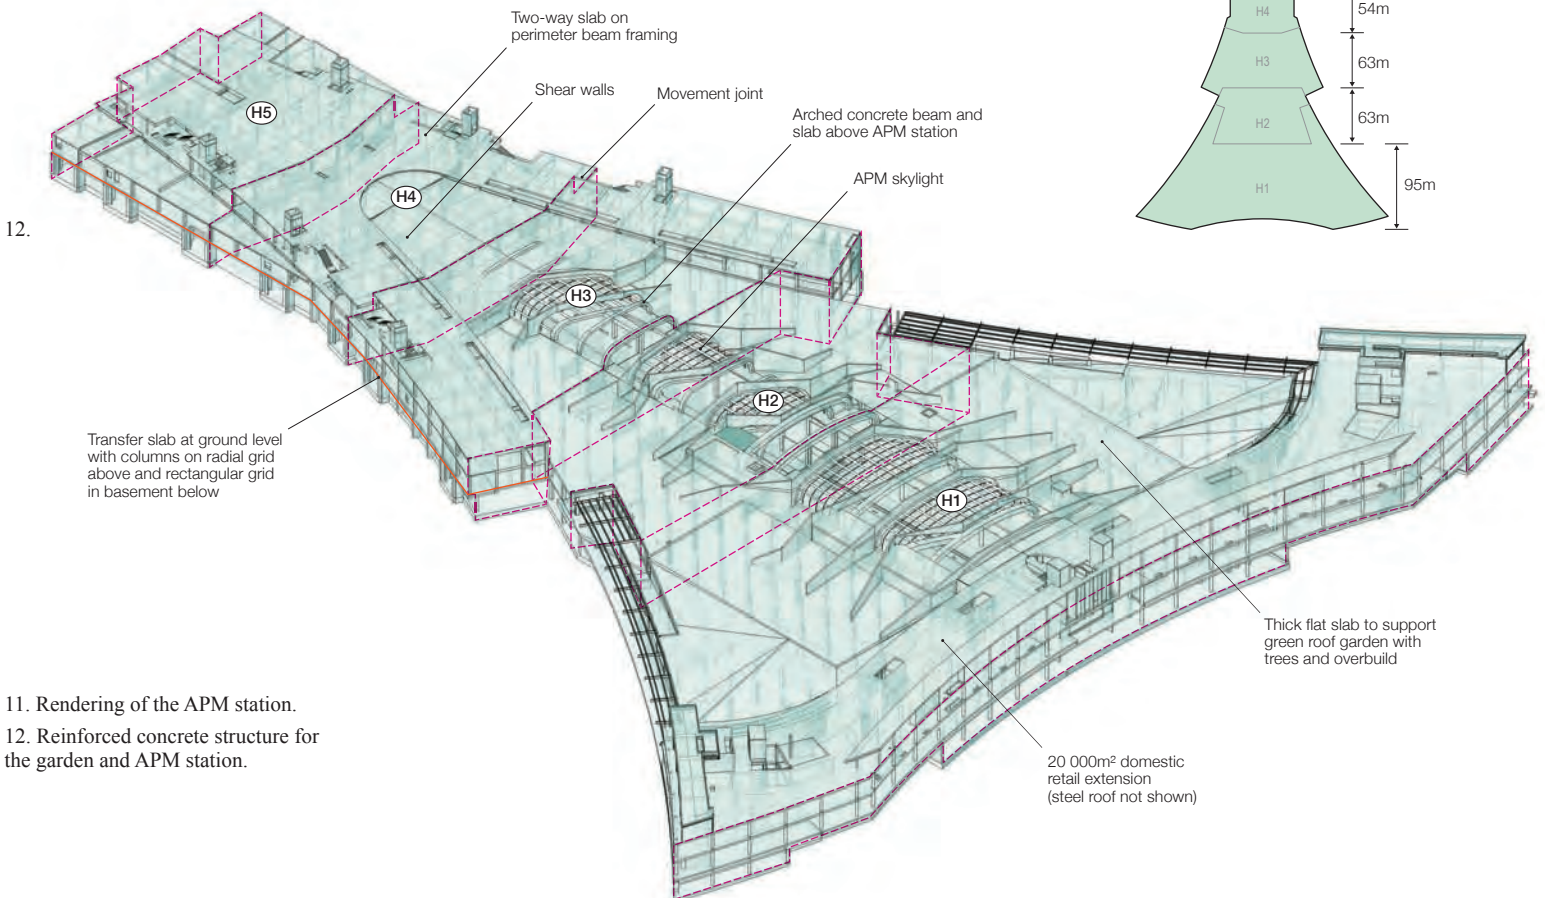 Two-way slab on
perimeter beam framing
Shear walls
Movement joint
Arched concrete beam and
slab above APM station
APM skylight
H4
54m
H3
63m
H2
63m
H1
95m
12.
H5
H4
H3
H2
H1
Transfer slab at ground level
with columns on radial grid
above and rectangular grid
in basement below
Thick flat slab to support
green roof garden with
trees and overbuild
20 000m² domestic
retail extension
(steel roof not shown)
11. Rendering of the APM station.
12. Reinforced concrete structure for
the garden and APM station.